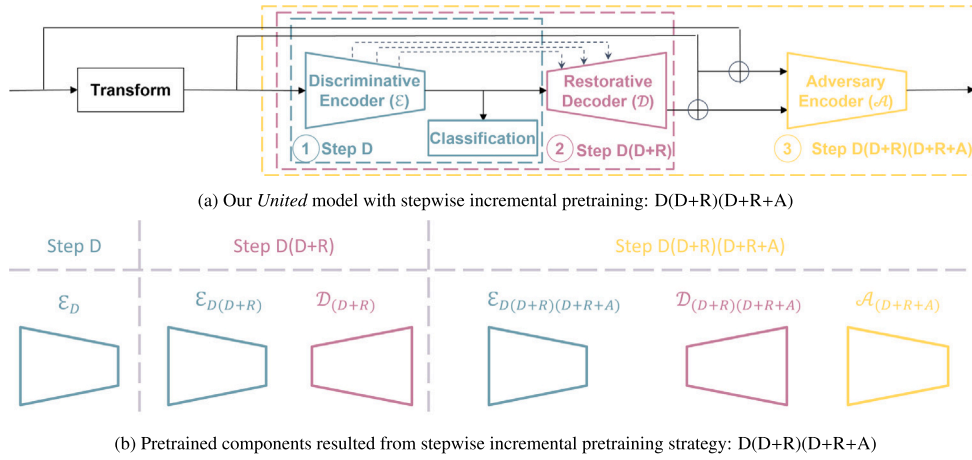 Transform
Discriminative
Encoder (ℰ)
Classification
① Step D
Restorative
Decoder (𝒟)
② Step D(D+R)
Adversary
Encoder (𝒜)
③ Step D(D+R)(D+R+A)
(a) Our United model with stepwise incremental pretraining: D(D+R)(D+R+A)
Step D
Step D(D+R)
Step D(D+R)(D+R+A)
ℰ_D
ℰ_D(D+R)
𝒟_(D+R)
ℰ_D(D+R)(D+R+A)
𝒟_(D+R)(D+R+A)
𝒜_(D+R+A)
(b) Pretrained components resulted from stepwise incremental pretraining strategy: D(D+R)(D+R+A)